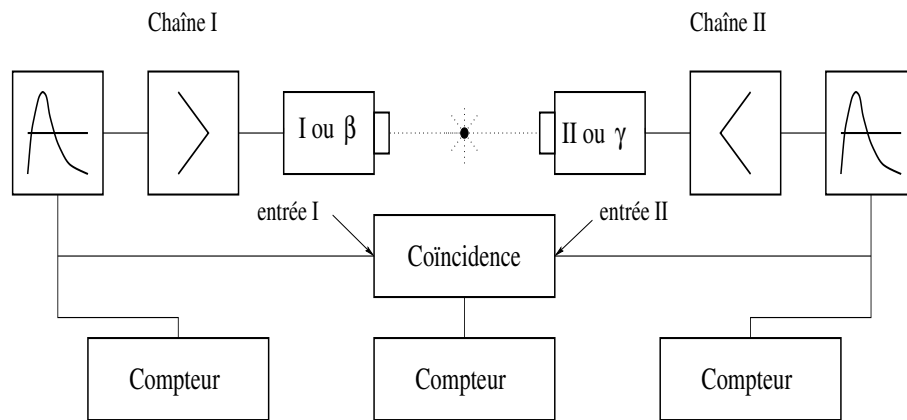 Chaîne I
Chaîne II
I ou β
II ou γ
entrée I
entrée II
Coïncidence
Compteur
Compteur
Compteur